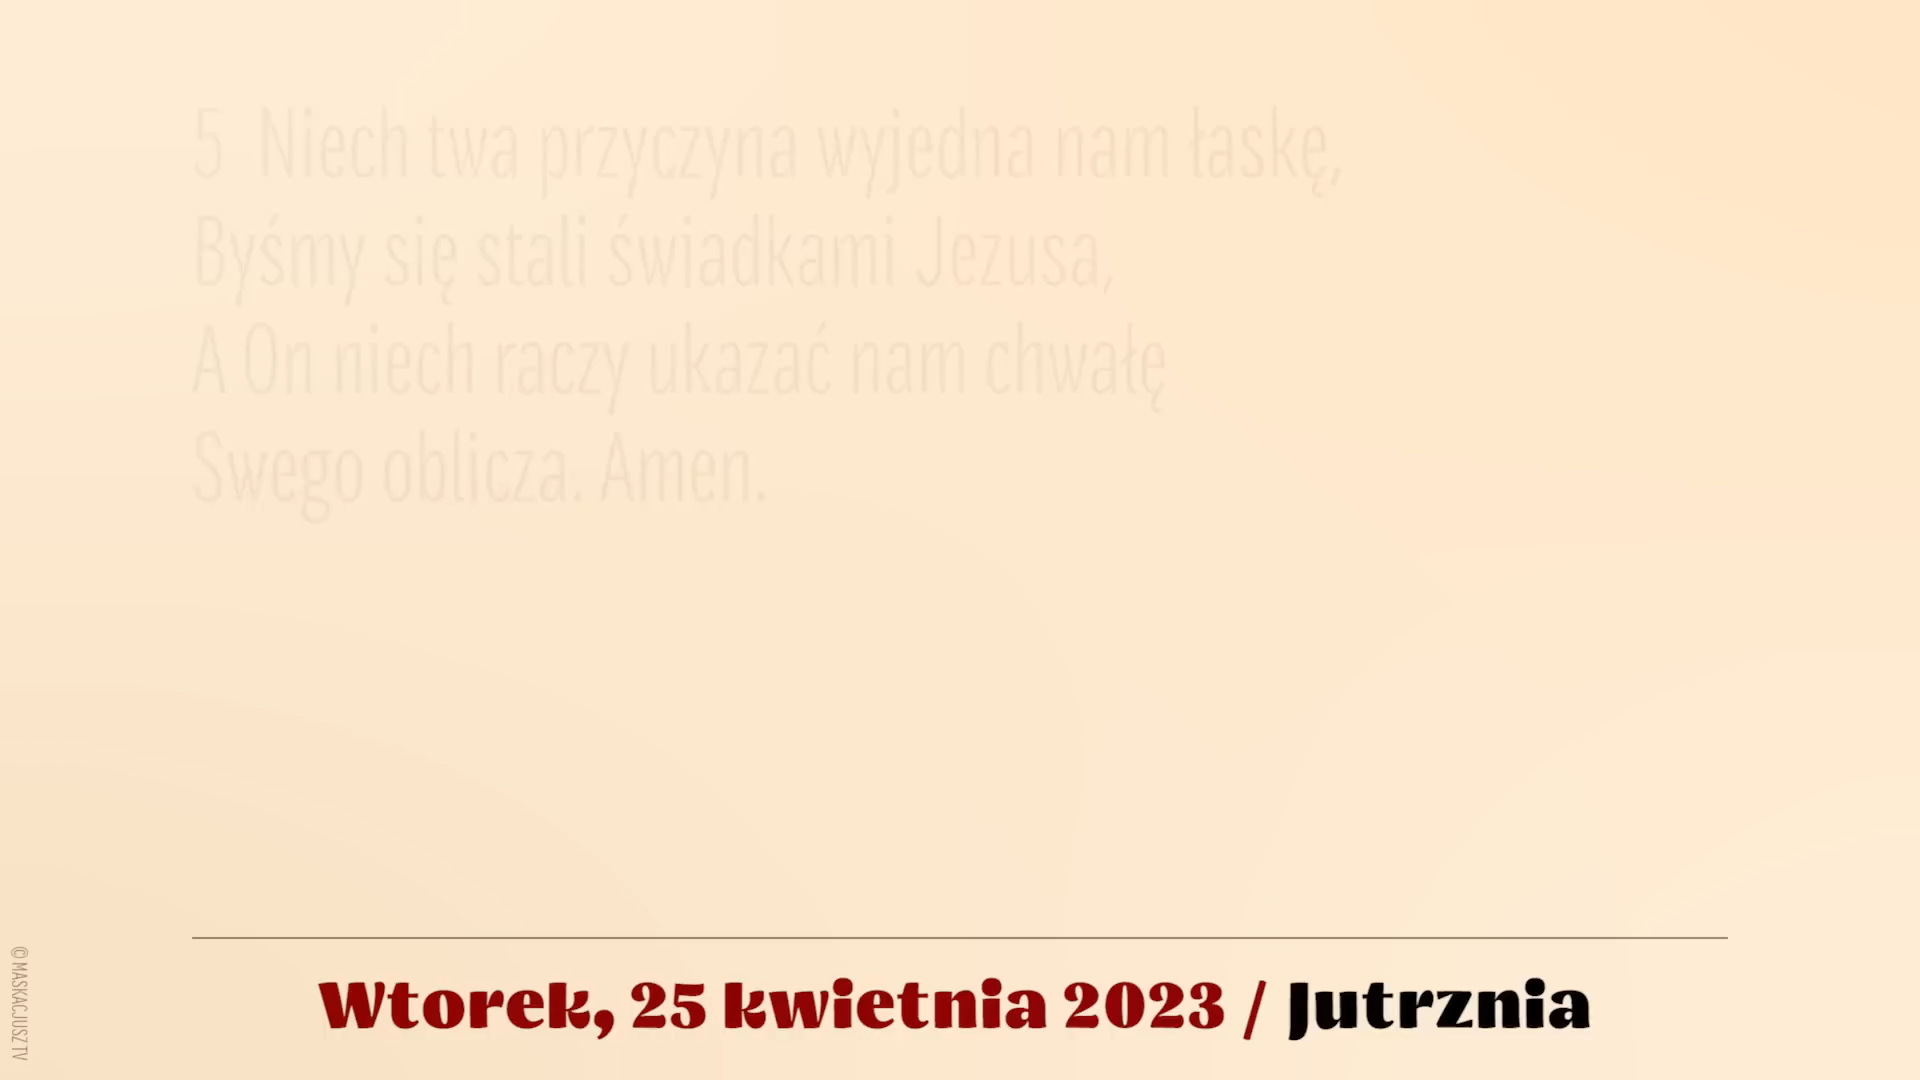 5 Niech twa przyczyna wyjedna nam łaskę,
Byśmy się stali świadkami Jezusa,
A On niech raczy ukazać nam chwałę
Swego oblicza. Amen.
Wtorek, 25 kwietnia 2023 / Jutrznia
© MASKACJUSZ TV